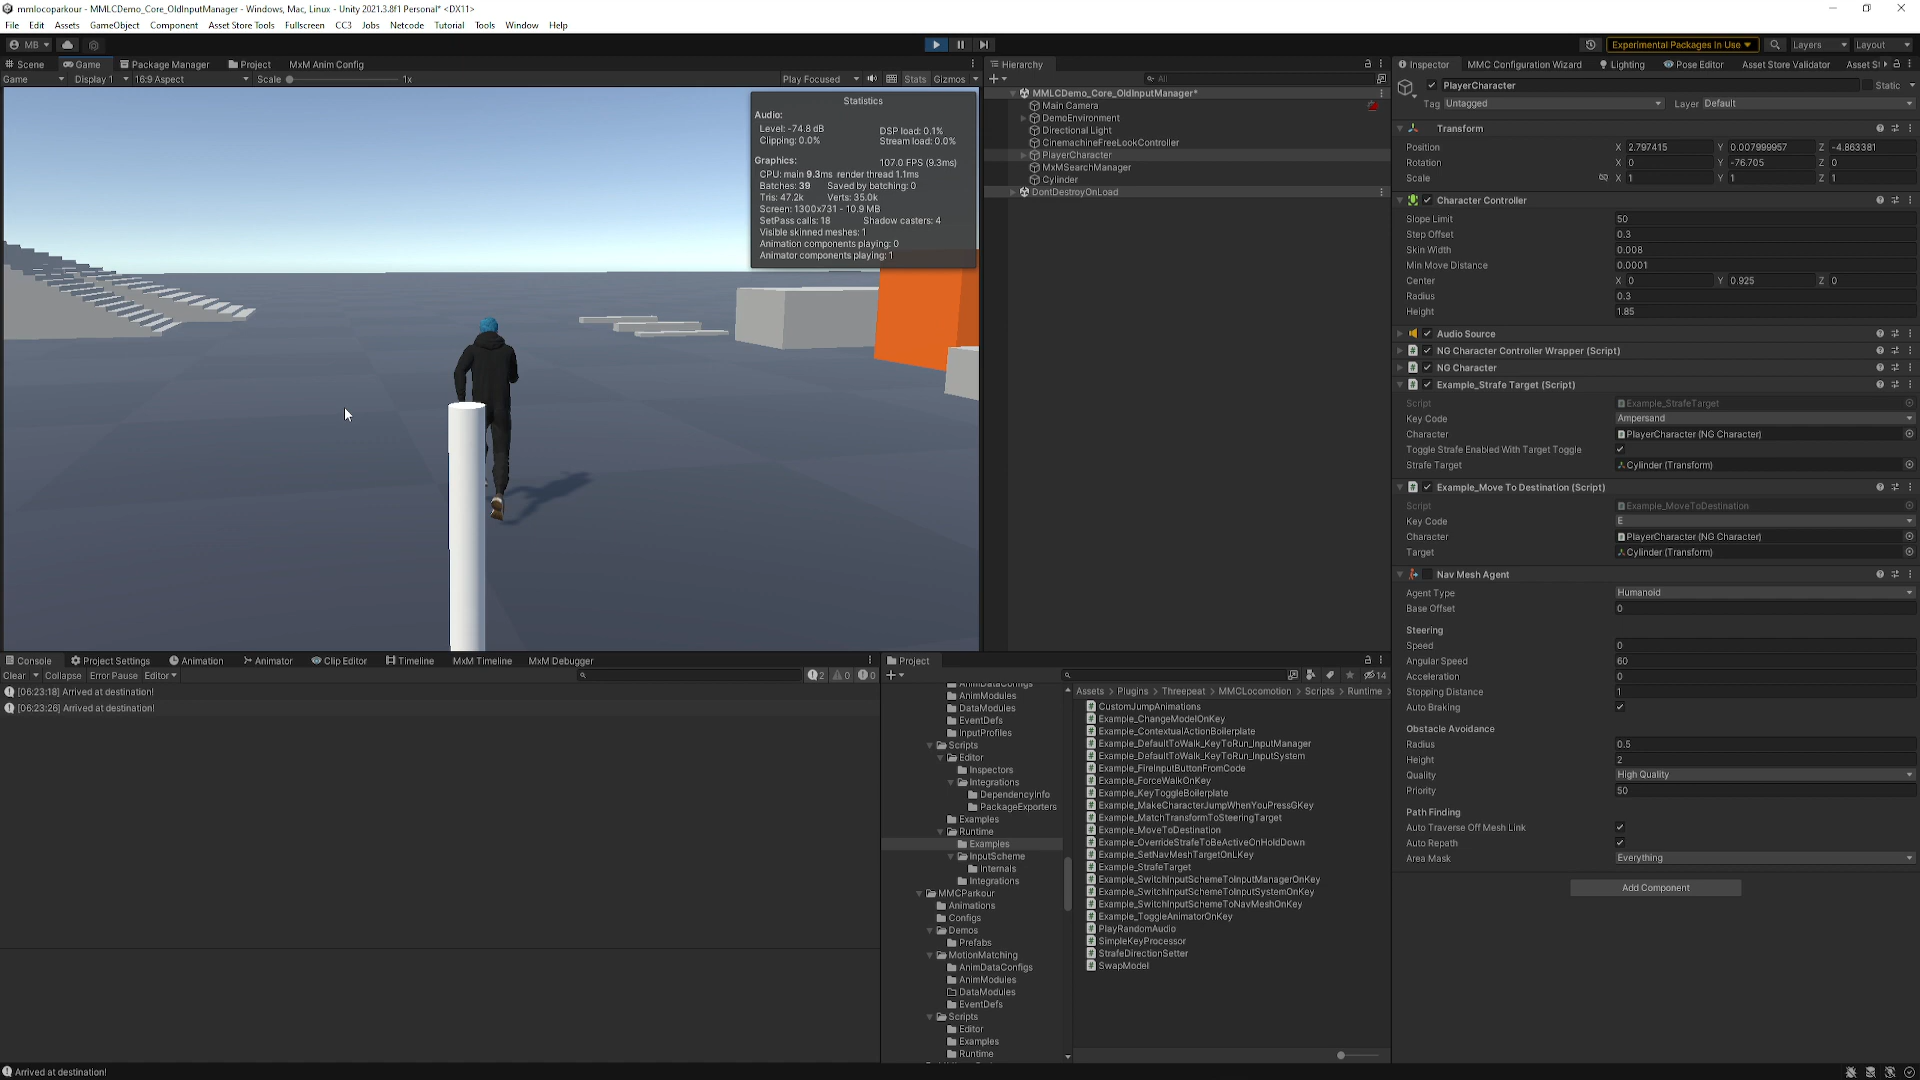 mmlocoparkour - MMLCDemo_Core_OldInputManager - Windows, Mac, Linux - Unity 2021.3.8f1 Personal* <DX11>
File Edit Assets GameObject Component Asset Store Tools Fullscreen CC3 Jobs Netcode Tutorial Tools Window Help
MB Experimental Packages In Use Layers Layout
Scene Game Package Manager Project MxM Anim Config
Game Display 1 16:9 Aspect Scale 1x Play Focused Stats Gizmos
Statistics
Audio:
Level: -74.8 dB DSP load: 0.1%
Clipping: 0.0% Stream load: 0.0%
Graphics: 107.0 FPS (9.3ms)
CPU: main 9.3ms render thread 1.1ms
Batches: 39 Saved by batching: 0
Tris: 47.2k Verts: 35.0k
Screen: 1300x731 - 10.9 MB
SetPass calls: 18 Shadow casters: 4
Visible skinned meshes: 1
Animation components playing: 0
Animator components playing: 1
Hierarchy
All
MMLCDemo_Core_OldInputManager*
Main Camera
DemoEnvironment
Directional Light
CinemachineFreeLookController
PlayerCharacter
MxMSearchManager
Cylinder
DontDestroyOnLoad
Inspector MMC Configuration Wizard Lighting Pose Editor Asset Store Validator Asset St
PlayerCharacter Static
Tag Untagged Layer Default
Transform
Position X 2.797415 Y 0.007999957 Z -4.863381
Rotation X 0 Y -76.705 Z 0
Scale X 1 Y 1 Z 1
Character Controller
Slope Limit 50
Step Offset 0.3
Skin Width 0.008
Min Move Distance 0.0001
Center X 0 Y 0.925 Z 0
Radius 0.3
Height 1.85
Audio Source
NG Character Controller Wrapper (Script)
NG Character
Example_Strafe Target (Script)
Script Example_StrafeTarget
Key Code Ampersand
Character PlayerCharacter (NG Character)
Toggle Strafe Enabled With Target Toggle
Strafe Target Cylinder (Transform)
Example_Move To Destination (Script)
Script Example_MoveToDestination
Key Code E
Character PlayerCharacter (NG Character)
Target Cylinder (Transform)
Nav Mesh Agent
Agent Type Humanoid
Base Offset 0
Steering
Speed 0
Angular Speed 60
Acceleration 0
Stopping Distance 1
Auto Braking
Obstacle Avoidance
Radius 0.5
Height 2
Quality High Quality
Priority 50
Path Finding
Auto Traverse Off Mesh Link
Auto Repath
Area Mask Everything
Add Component
Console Project Settings Animation Animator Clip Editor Timeline MxM Timeline MxM Debugger
Clear Collapse Error Pause Editor 2 0 0
[06:23:18] Arrived at destination!
[06:23:26] Arrived at destination!
Project
14
AnimDataConfigs
AnimModules
DataModules
EventDefs
InputProfiles
Scripts
Editor
Inspectors
Integrations
DependencyInfo
PackageExporters
Examples
Runtime
Examples
InputScheme
Internals
Integrations
MMCParkour
Animations
Configs
Demos
Prefabs
MotionMatching
AnimDataConfigs
AnimModules
DataModules
EventDefs
Scripts
Editor
Examples
Runtime
Assets > Plugins > Threepeat > MMCLocomotion > Scripts > Runtime >
CustomJumpAnimations
Example_ChangeModelOnKey
Example_ContextualActionBoilerplate
Example_DefaultToWalk_KeyToRun_InputManager
Example_DefaultToWalk_KeyToRun_InputSystem
Example_FireInputButtonFromCode
Example_ForceWalkOnKey
Example_KeyToggleBoilerplate
Example_MakeCharacterJumpWhenYouPressGKey
Example_MatchTransformToSteeringTarget
Example_MoveToDestination
Example_OverrideStrafeToBeActiveOnHoldDown
Example_SetNavMeshTargetOnLKey
Example_StrafeTarget
Example_SwitchInputSchemeToInputManagerOnKey
Example_SwitchInputSchemeToInputSystemOnKey
Example_SwitchInputSchemeToNavMeshOnKey
Example_ToggleAnimatorOnKey
PlayRandomAudio
SimpleKeyProcessor
StrafeDirectionSetter
SwapModel
Arrived at destination!